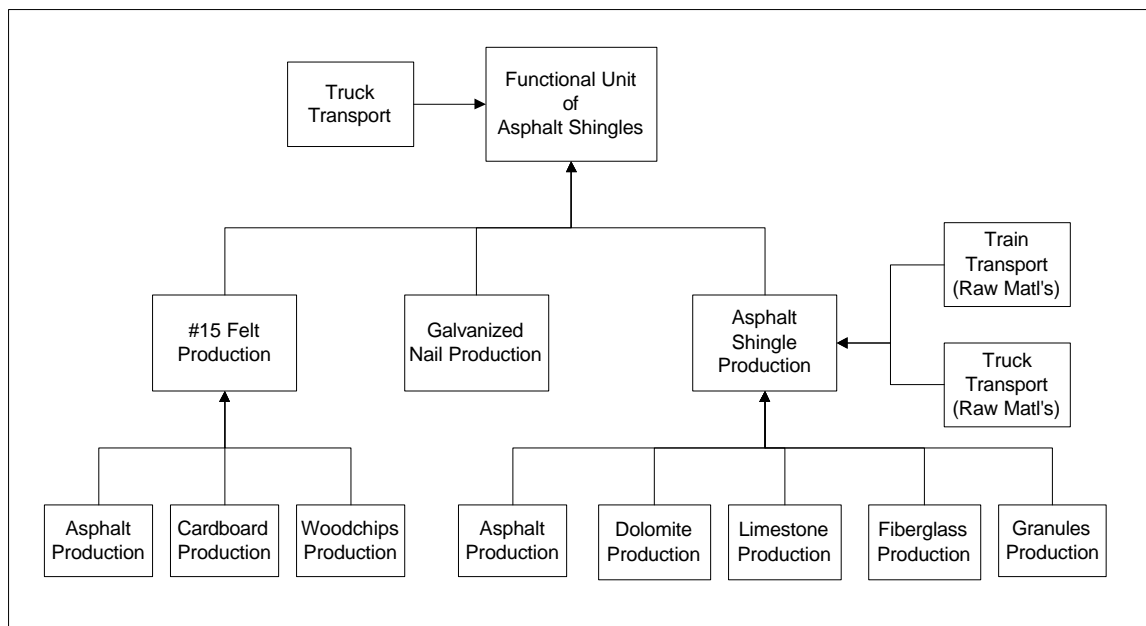 Truck
Transport
Functional Unit
of
Asphalt Shingles
Train
Transport
(Raw Matl's)
#15 Felt
Production
Galvanized
Nail Production
Asphalt
Shingle
Production
Truck
Transport
(Raw Matl's)
Asphalt
Production
Cardboard
Production
Woodchips
Production
Asphalt
Production
Dolomite
Production
Limestone
Production
Fiberglass
Production
Granules
Production